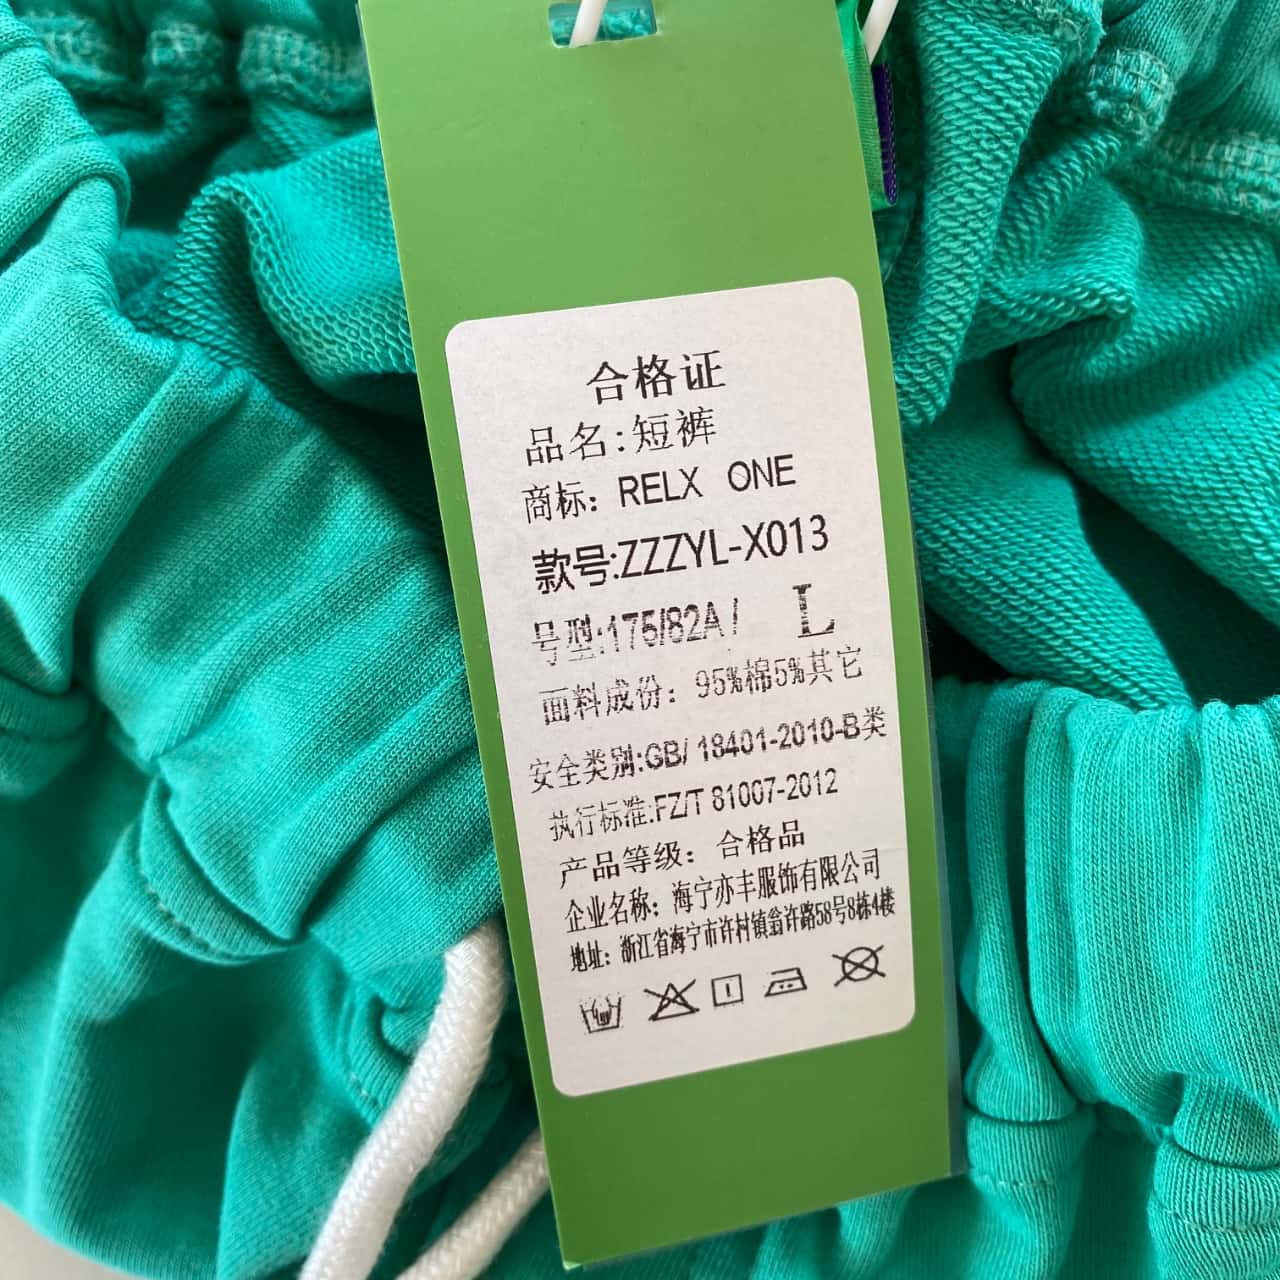 合格证
品名:短裤
商标: RELX ONE
款号:ZZZYL-X013
号型:175/82A/ L
面料成份: 95%棉5%其它
安全类别:GB/ 18401-2010-B类
执行标准:FZ/T 81007-2012
产品等级: 合格品
企业名称: 海宁亦丰服饰有限公司
地址: 浙江省海宁市许村镇翁许路58号8栋4楼